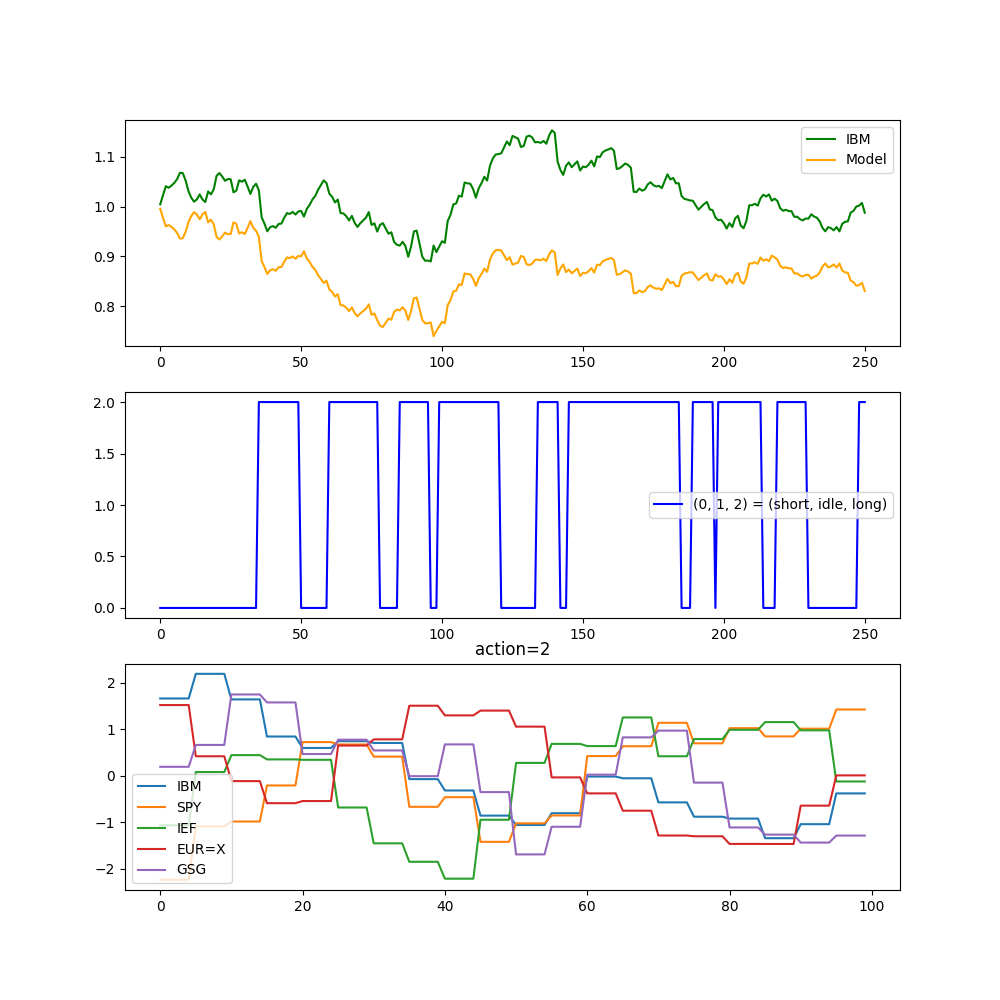 IBM
Model
1.1
1.0
0.9
0.8
0 50 100 150 200 250
2.0
1.5
1.0
0.5
0.0
(0, 1, 2) = (short, idle, long)
0 50 100 150 200 250
action=2
2
1
0
−1
−2
IBM
SPY
IEF
EUR=X
GSG
0 20 40 60 80 100